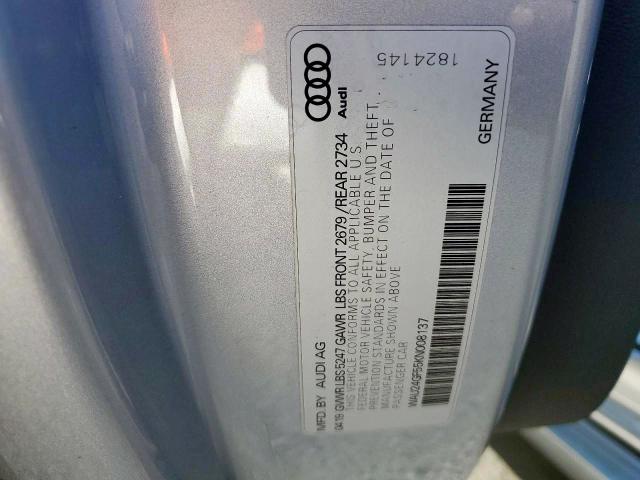 MFD.BY AUDI AG
Audi
04/19 GVWR LBS 5247 GAWR LBS FRONT 2679 / REAR 2734
THIS VEHICLE CONFORMS TO ALL APPLICABLE U.S.
FEDERAL MOTOR VEHICLE SAFETY, BUMPER AND THEFT
PREVENTION STANDARDS IN EFFECT ON THE DATE OF
MANUFACTURE SHOWN ABOVE
PASSENGER CAR
WAU24GF55KN008137
GERMANY
1824145